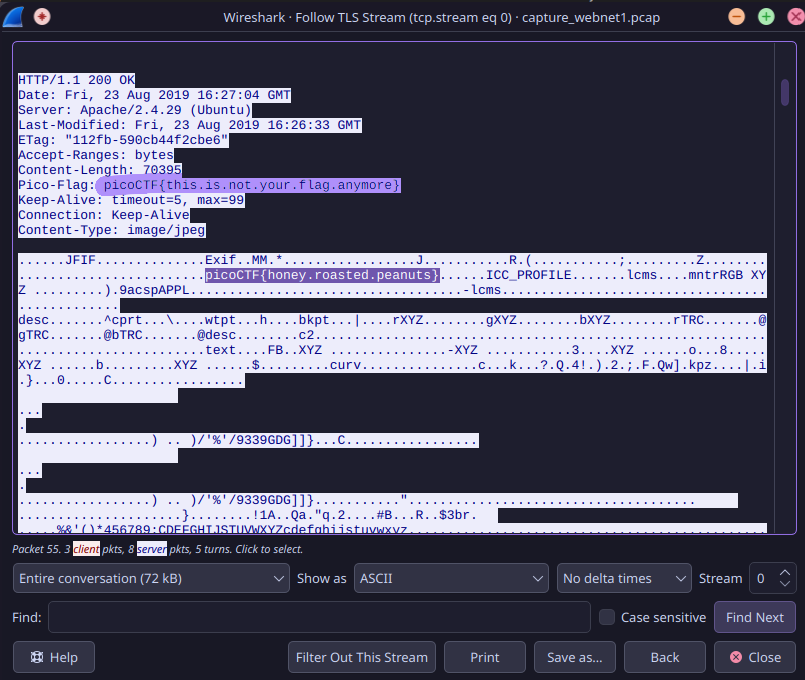 Wireshark · Follow TLS Stream (tcp.stream eq 0) · capture_webnet1.pcap
HTTP/1.1 200 OK
Date: Fri, 23 Aug 2019 16:27:04 GMT
Server: Apache/2.4.29 (Ubuntu)
Last-Modified: Fri, 23 Aug 2019 16:26:33 GMT
ETag: "112fb-590cb44f2cbe6"
Accept-Ranges: bytes
Content-Length: 70395
Pico-Flag: picoCTF{this.is.not.your.flag.anymore}
Keep-Alive: timeout=5, max=99
Connection: Keep-Alive
Content-Type: image/jpeg
......JFIF..............Exif..MM.*.................J...........R.(...........;.........Z........
........................picoCTF{honey.roasted.peanuts}......ICC_PROFILE.......lcms....mntrRGB XY
Z .........).9acspAPPL...................................-lcms..................................
.............
desc.......^cprt...\....wtpt...h....bkpt...|....rXYZ........gXYZ........bXYZ........rTRC.......@
gTRC.......@bTRC.......@desc........c2..........................................................
........................text....FB..XYZ ...............-XYZ ............3....XYZ ......o...8.....
XYZ ......b.........XYZ ......$.........curv...............c...k...?.Q.4!.).2.;.F.Qw].kpz....|.i
.}...0.....C.................
...
.
.................) .. )/'%'/9339GDG]]}...C.................
...
.
.................) .. )/'%'/9339GDG]]}..........."......................................
.....................}........!1A..Qa."q.2....#B...R..$3br.
.....%&'()*456789:CDEFGHIJSTUVWXYZcdefghijstuvwxyz..............................................
Packet 55. 3 client pkts, 8 server pkts, 5 turns. Click to select.
Entire conversation (72 kB) Show as ASCII No delta times Stream 0
Find: Case sensitive Find Next
Help Filter Out This Stream Print Save as... Back Close